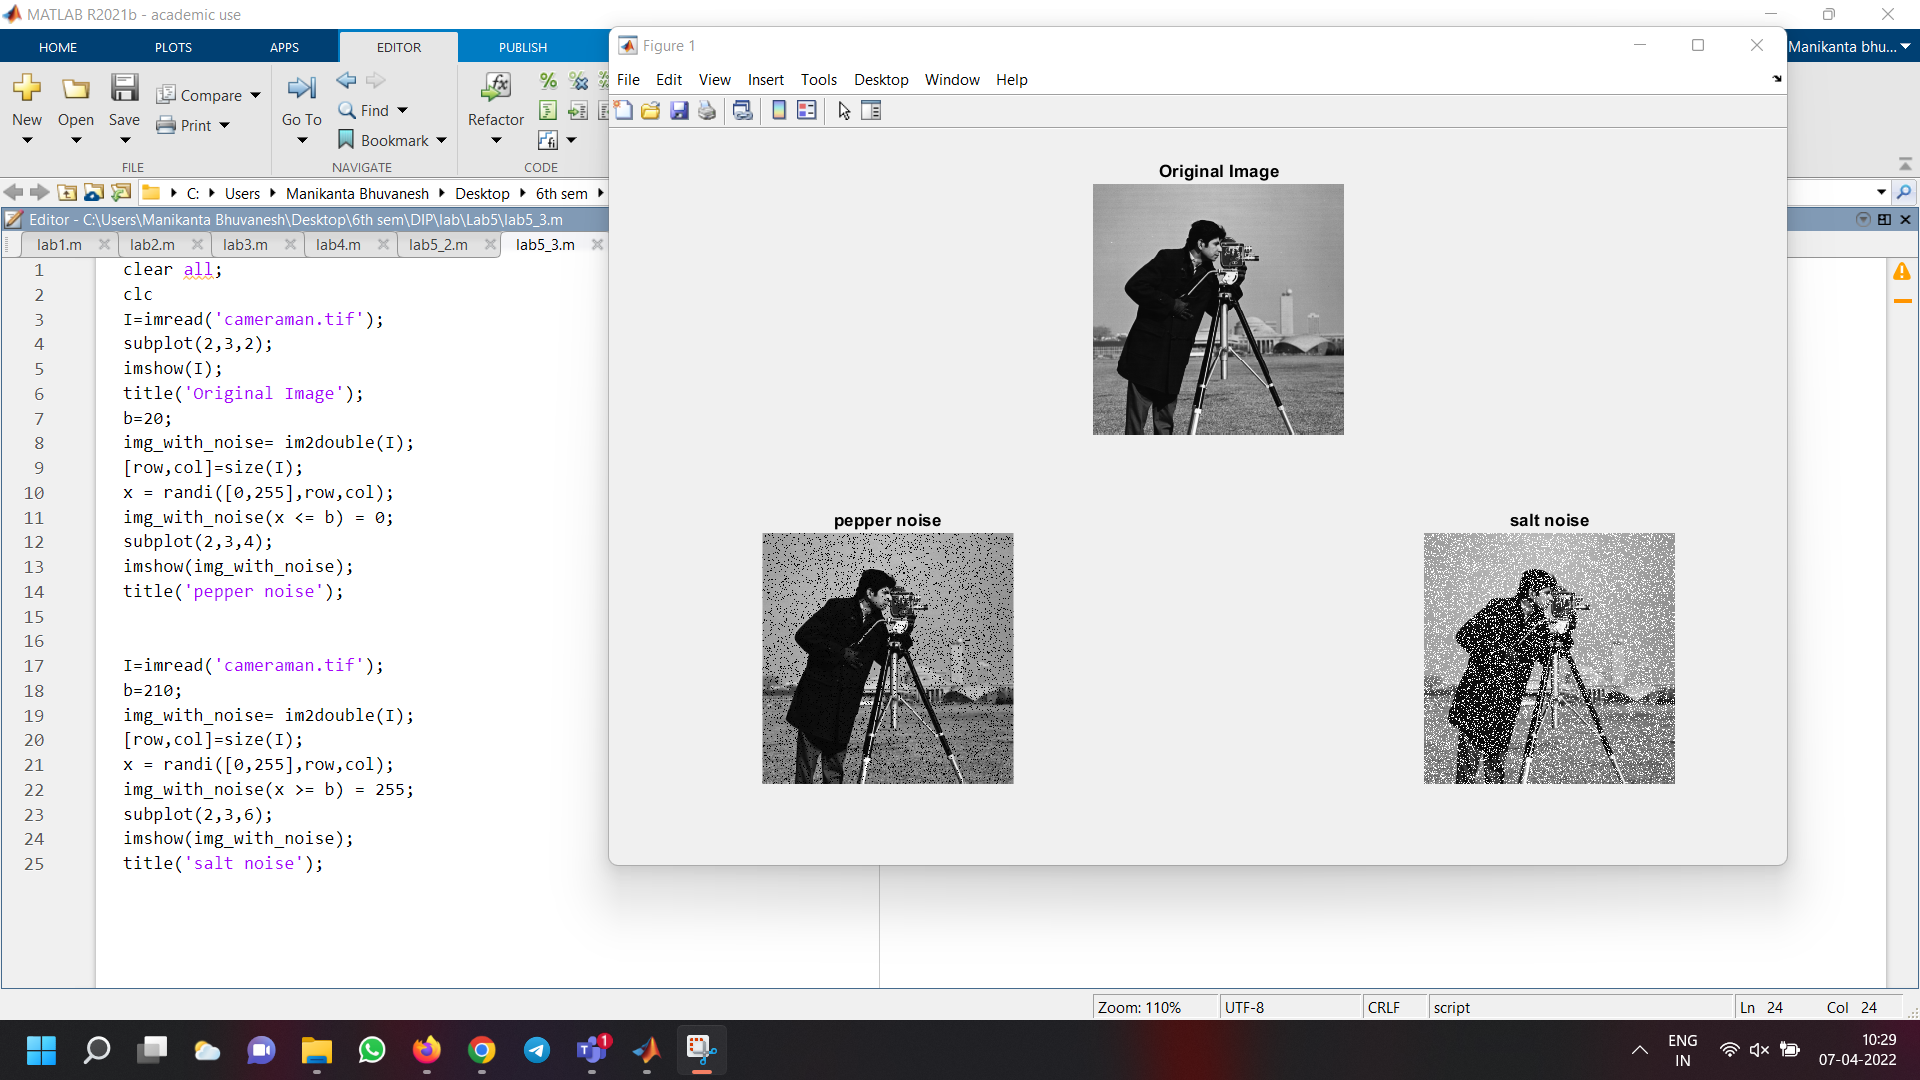 MATLAB R2021b - academic use
HOME PLOTS APPS EDITOR PUBLISH
Manikanta bhu...
New Open Save Compare Print
FILE
Go To Find Bookmark
NAVIGATE
Refactor
CODE
C: Users Manikanta Bhuvanesh Desktop 6th sem
Editor - C:\Users\Manikanta Bhuvanesh\Desktop\6th sem\DIP\lab\Lab5\lab5_3.m
lab1.m lab2.m lab3.m lab4.m lab5_2.m lab5_3.m
1 clear all;
2 clc
3 I=imread('cameraman.tif');
4 subplot(2,3,2);
5 imshow(I);
6 title('Original Image');
7 b=20;
8 img_with_noise= im2double(I);
9 [row,col]=size(I);
10 x = randi([0,255],row,col);
11 img_with_noise(x <= b) = 0;
12 subplot(2,3,4);
13 imshow(img_with_noise);
14 title('pepper noise');
15
16
17 I=imread('cameraman.tif');
18 b=210;
19 img_with_noise= im2double(I);
20 [row,col]=size(I);
21 x = randi([0,255],row,col);
22 img_with_noise(x >= b) = 255;
23 subplot(2,3,6);
24 imshow(img_with_noise);
25 title('salt noise');
Figure 1
File Edit View Insert Tools Desktop Window Help
Original Image
pepper noise
salt noise
Zoom: 110% UTF-8 CRLF script Ln 24 Col 24
1
ENG
IN
10:29
07-04-2022